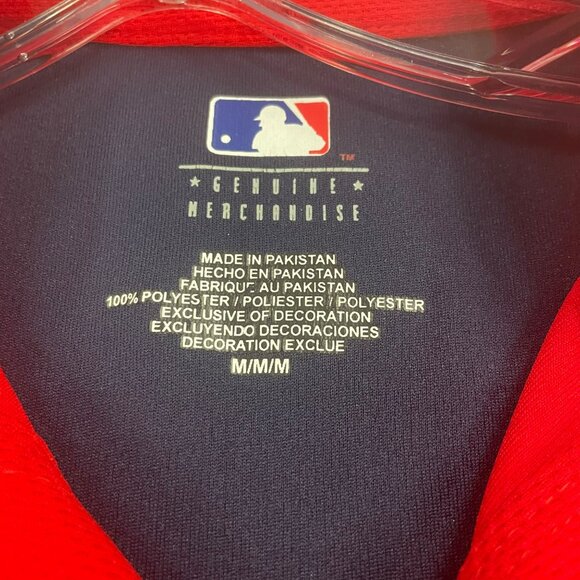 TM
★ GENUINE ★
MERCHANDISE
MADE IN PAKISTAN
HECHO EN PAKISTAN
FABRIQUE AU PAKISTAN
100% POLYESTER / POLIESTER / POLYESTER
EXCLUSIVE OF DECORATION
EXCLUYENDO DECORACIONES
DECORATION EXCLUE
M/M/M